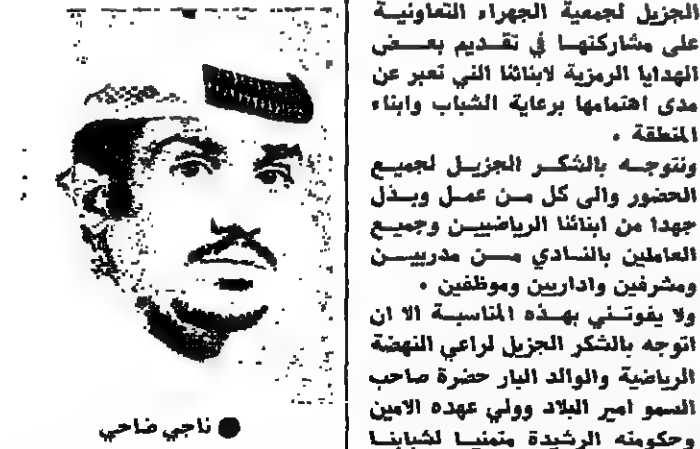 الجزيل لجمعية الجهراء التعاونية
على مشاركتها في تقديم بعض
الهدايا الرمزية لابنائنا التي تعبر عن
مدى اهتمامها برعاية الشباب وابناء
المنطقة .
ونتوجه بالشكر الجزيل لجميع
الحضور والى كل من عمل وبذل
جهدا من ابنائنا الرياضيين وجميع
العاملين بالنادي من مدربين
ومشرفين واداريين وموظفين .
ولا يفوتني بهذه المناسبة الا ان
اتوجه بالشكر الجزيل لراعي النهضة
الرياضية والوالد البار حضرة صاحب
السمو امير البلاد وولي عهده الامين
وحكومته الرشيدة متمنيا لشبابنا
● ناجي ضاحي